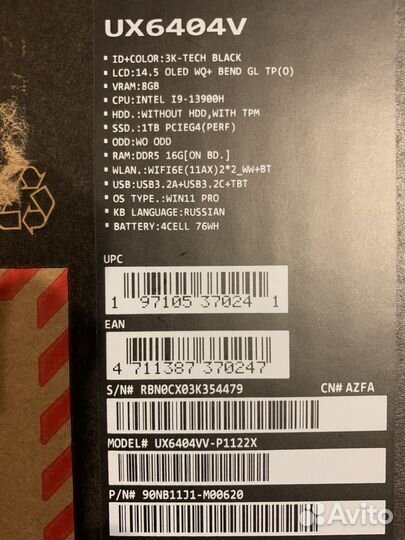 UX6404V
▪ ID+COLOR:3K-TECH BLACK
▪ LCD:14.5 OLED WQ+ BEND GL TP(O)
▪ VRAM:8GB
▪ CPU:INTEL I9-13900H
▪ HDD.:WITHOUT HDD,WITH TPM
▪ SSD.:1TB PCIEG4(PERF)
▪ ODD:WO ODD
▪ RAM:DDR5 16G[ON BD.]
▪ WLAN.:WIFI6E(11AX)2*2_WW+BT
▪ USB:USB3.2A+USB3.2C+TBT
▪ OS TYPE.:WIN11 PRO
▪ KB LANGUAGE:RUSSIAN
▪ BATTERY:4CELL 76WH
UPC
1 97105 37024 1
EAN
4 711387 370247
S/N# RBN0CX03K354479 CN# AZFA
MODEL# UX6404VV-P1122X
P/N# 90NB11J1-M00620
Avito